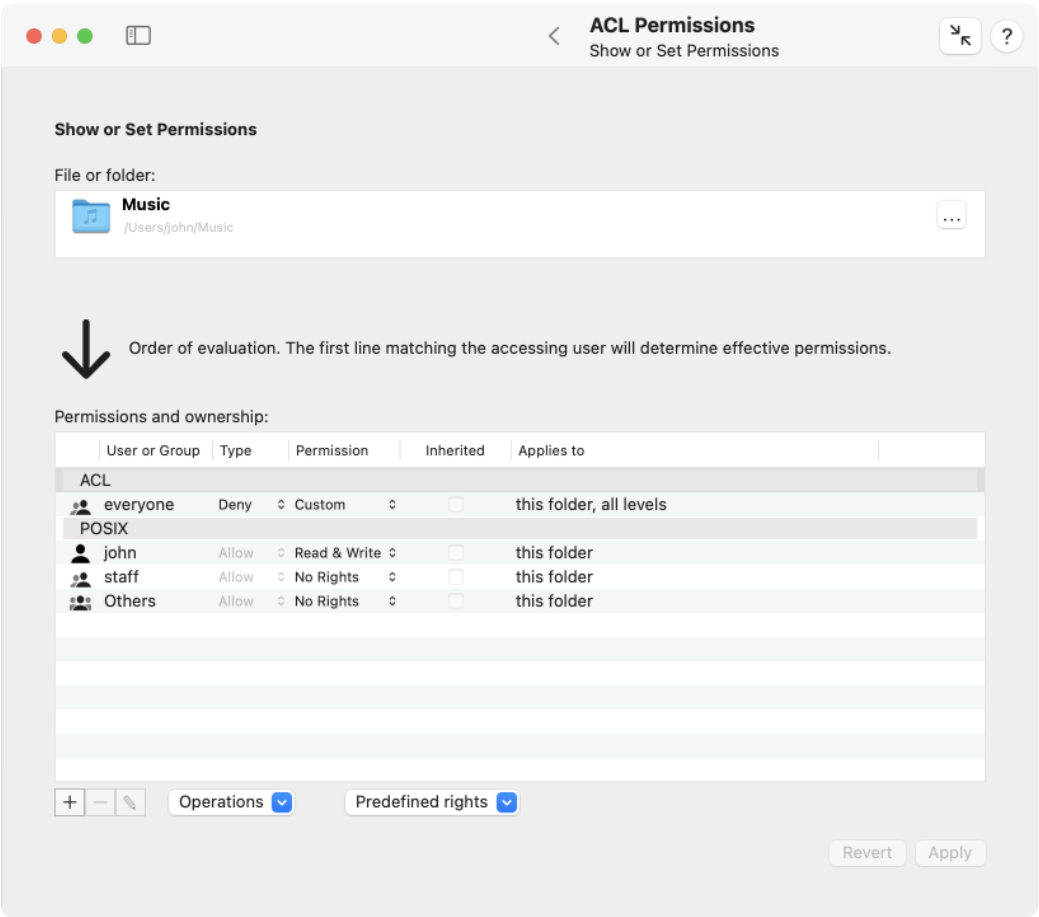 ACL Permissions
Show or Set Permissions
?
Show or Set Permissions
File or folder:
Music
/Users/john/Music
...
Order of evaluation. The first line matching the accessing user will determine effective permissions.
Permissions and ownership:
User or Group Type Permission Inherited Applies to
ACL
everyone Deny Custom this folder, all levels
POSIX
john Allow Read & Write this folder
staff Allow No Rights this folder
Others Allow No Rights this folder
+ − Operations Predefined rights
Revert Apply